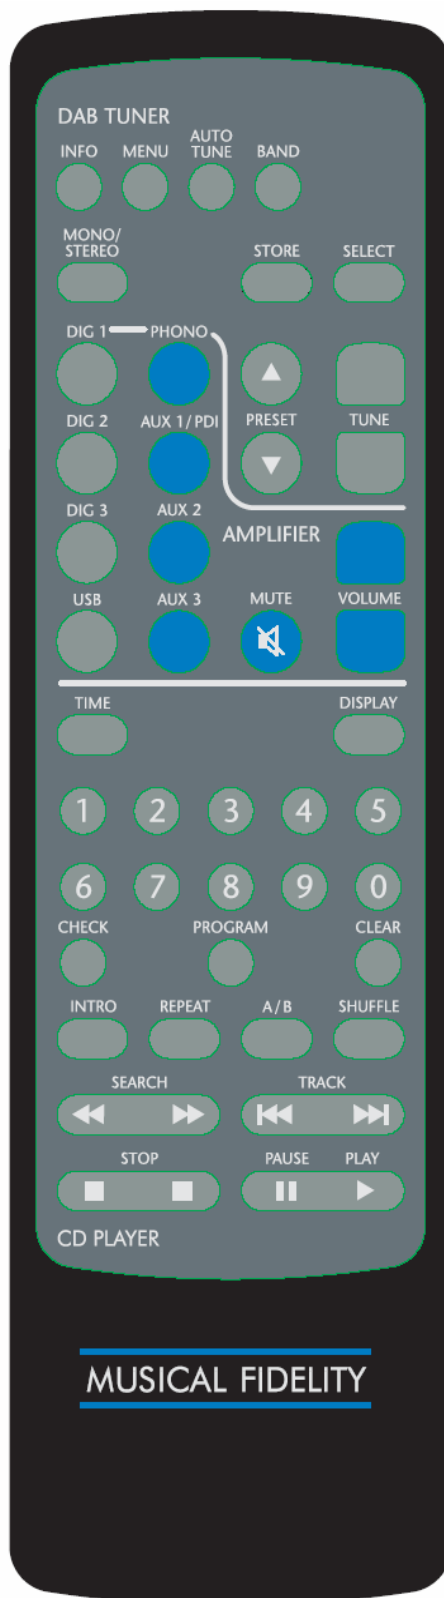 DAB TUNER
INFO MENU AUTO TUNE BAND
MONO/
STEREO STORE SELECT
DIG 1 PHONO
DIG 2 AUX 1/PDI PRESET TUNE
DIG 3 AUX 2
AMPLIFIER
USB AUX 3 MUTE VOLUME
TIME DISPLAY
1 2 3 4 5
6 7 8 9 0
CHECK PROGRAM CLEAR
INTRO REPEAT A/B SHUFFLE
SEARCH TRACK
STOP PAUSE PLAY
CD PLAYER
MUSICAL FIDELITY